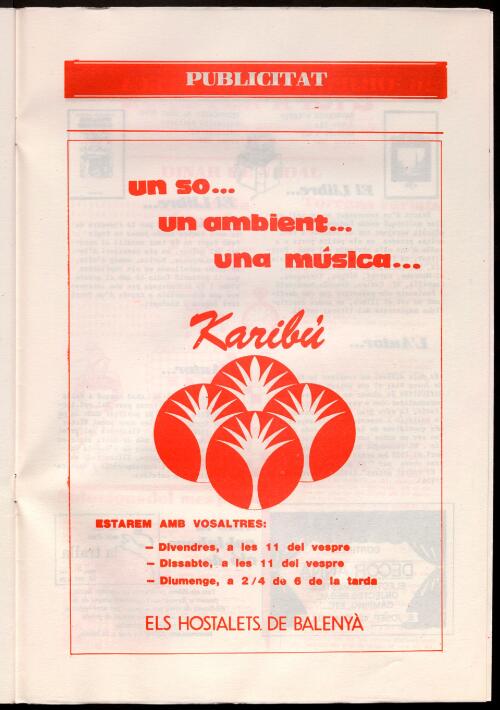 PUBLICITAT
un so...
un ambient...
una música...
Karibú
ESTAREM AMB VOSALTRES:
— Divendres, a les 11 del vespre
— Dissabte, a les 11 del vespre
— Diumenge, a 2/4 de 6 de la tarda
ELS HOSTALETS DE BALENYÀ